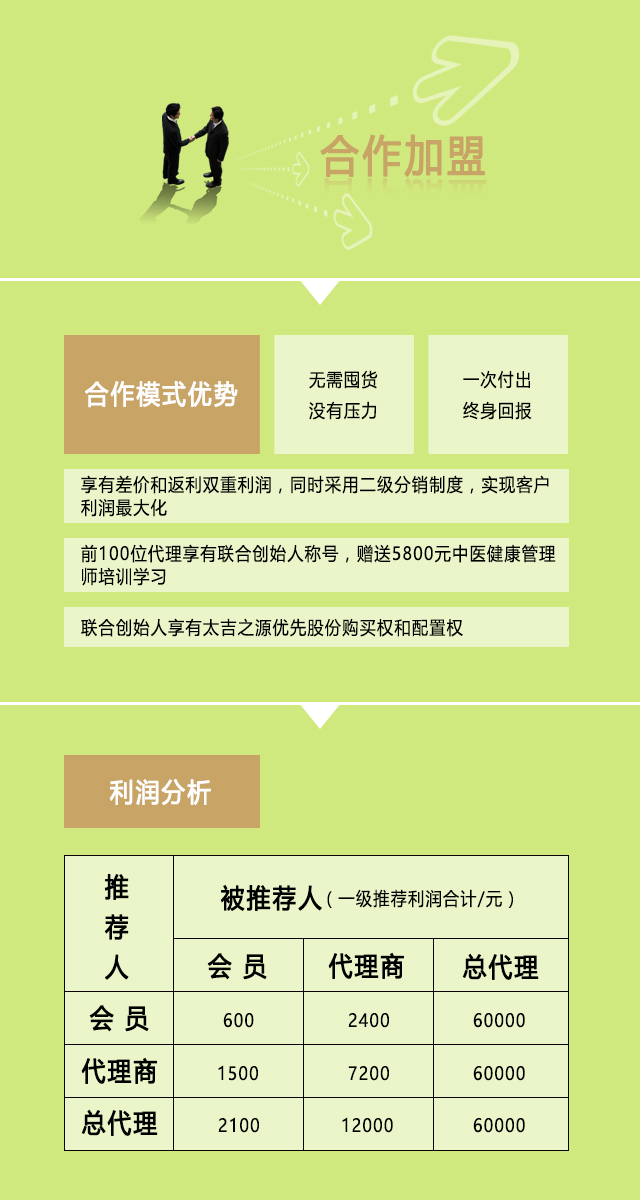 合作加盟
合作模式优势
无需囤货
没有压力
一次付出
终身回报
享有差价和返利双重利润，同时采用二级分销制度，实现客户
利润最大化
前100位代理享有联合创始人称号，赠送5800元中医健康管理
师培训学习
联合创始人享有太吉之源优先股份购买权和配置权
利润分析
推
荐
人
被推荐人（一级推荐利润合计/元）
会 员 代理商 总代理
会 员 600 2400 60000
代理商 1500 7200 60000
总代理 2100 12000 60000